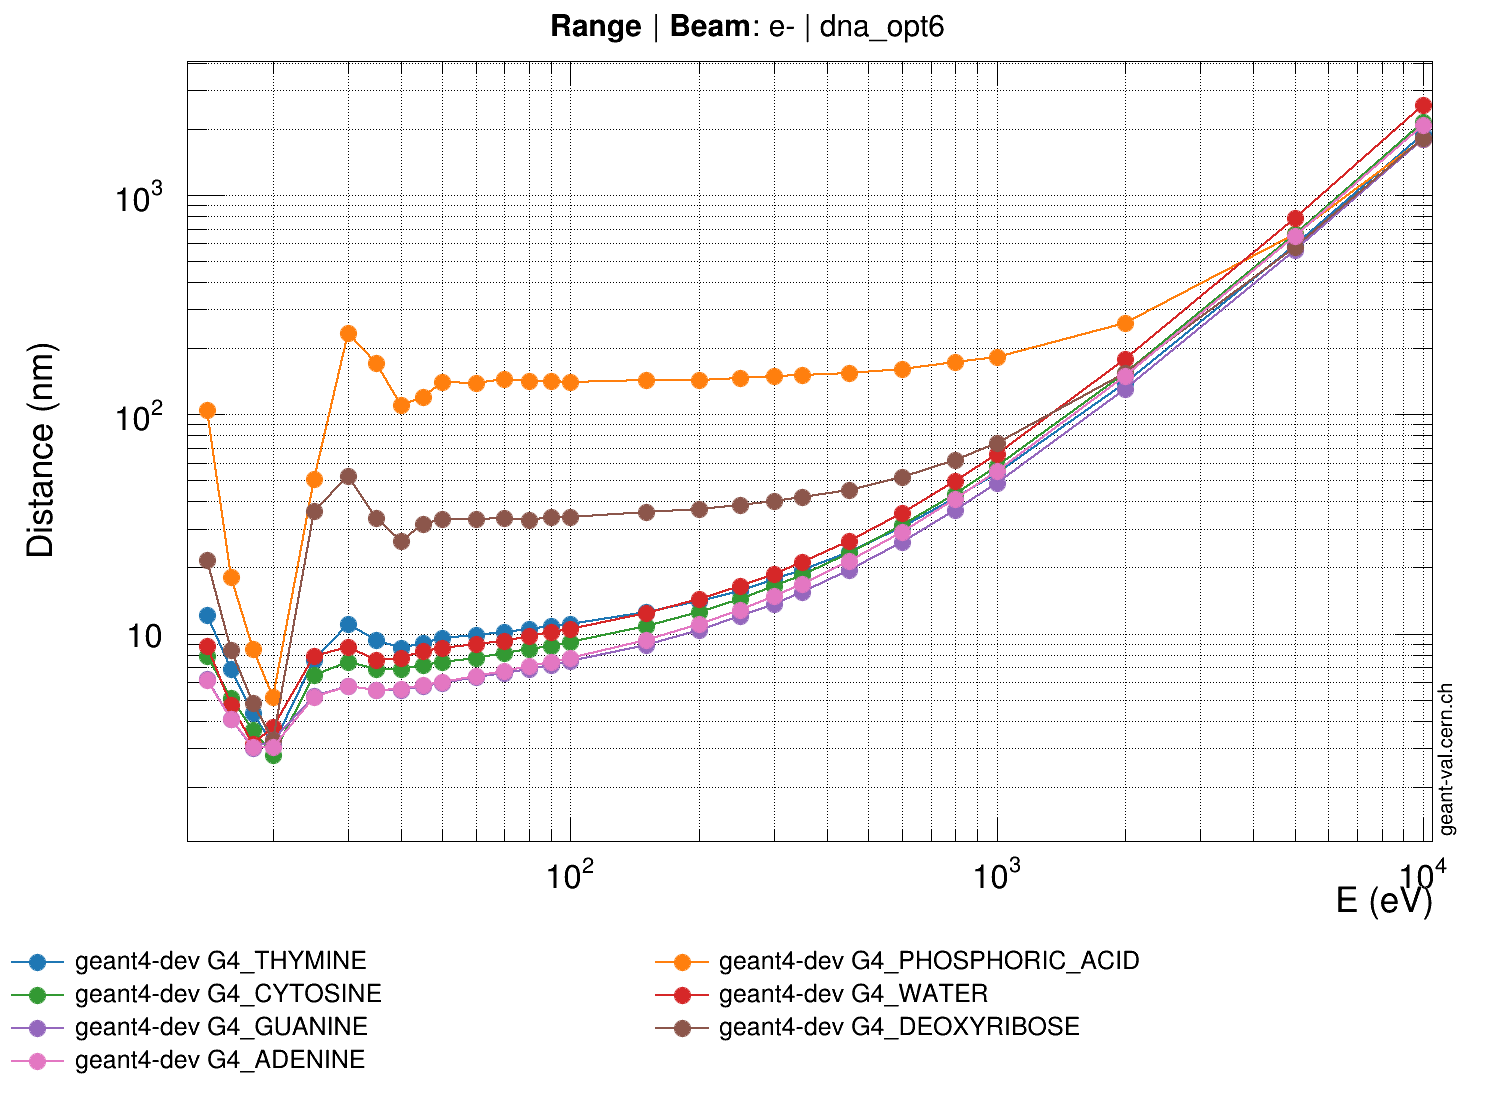 Range | Beam: e- | dna_opt6
Distance (nm)
10³
10²
10
10²
10³
10⁴
E (eV)
geant-val.cern.ch
geant4-dev G4_THYMINE
geant4-dev G4_PHOSPHORIC_ACID
geant4-dev G4_CYTOSINE
geant4-dev G4_WATER
geant4-dev G4_GUANINE
geant4-dev G4_DEOXYRIBOSE
geant4-dev G4_ADENINE